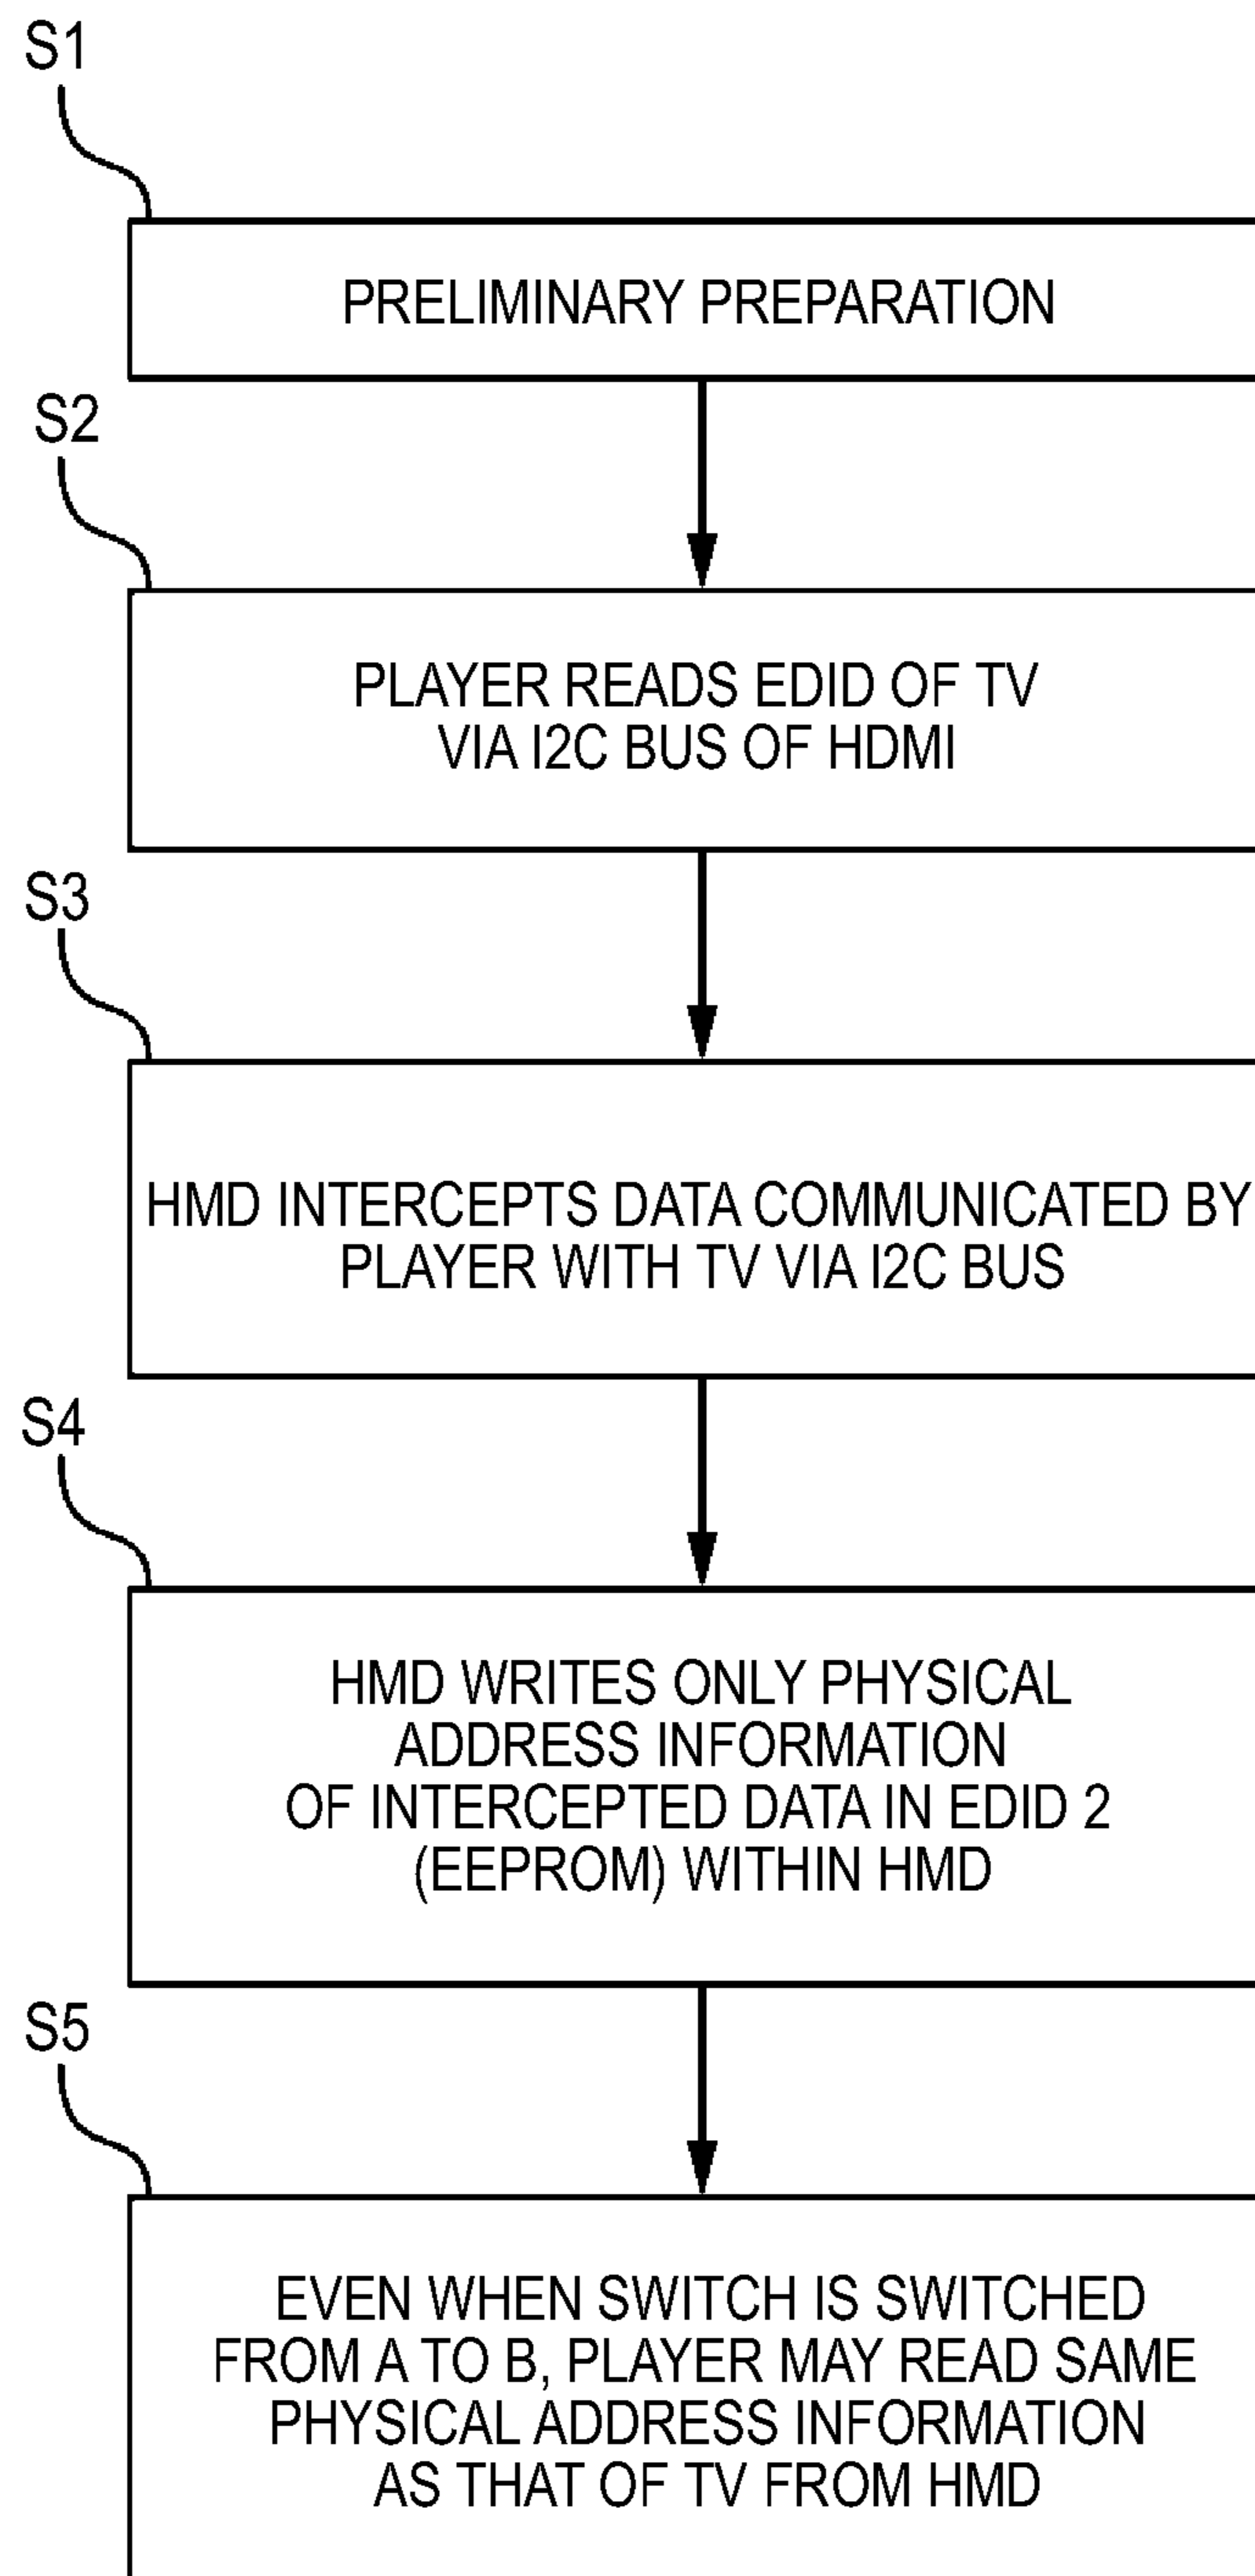 S1
PRELIMINARY PREPARATION
S2
PLAYER READS EDID OF TV
VIA I2C BUS OF HDMI
S3
HMD INTERCEPTS DATA COMMUNICATED BY
PLAYER WITH TV VIA I2C BUS
S4
HMD WRITES ONLY PHYSICAL
ADDRESS INFORMATION
OF INTERCEPTED DATA IN EDID 2
(EEPROM) WITHIN HMD
S5
EVEN WHEN SWITCH IS SWITCHED
FROM A TO B, PLAYER MAY READ SAME
PHYSICAL ADDRESS INFORMATION
AS THAT OF TV FROM HMD